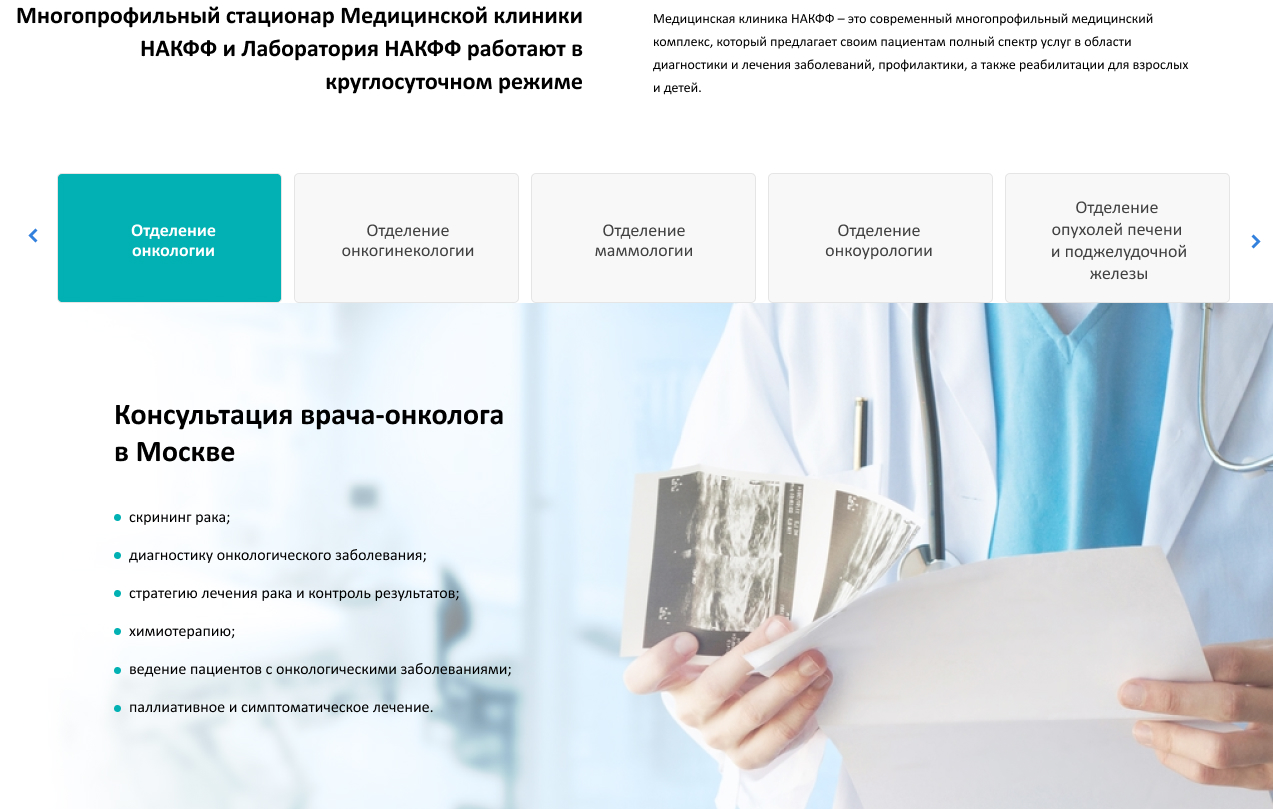 Многопрофильный стационар Медицинской клиники
НАКФФ и Лаборатория НАКФФ работают в
круглосуточном режиме
Медицинская клиника НАКФФ – это современный многопрофильный медицинский
комплекс, который предлагает своим пациентам полный спектр услуг в области
диагностики и лечения заболеваний, профилактики, а также реабилитации для взрослых
и детей.
Отделение
онкологии
Отделение
онкогинекологии
Отделение
маммологии
Отделение
онкоурологии
Отделение
опухолей печени
и поджелудочной
железы
Консультация врача-онколога
в Москве
скрининг рака;
диагностику онкологического заболевания;
стратегию лечения рака и контроль результатов;
химиотерапию;
ведение пациентов с онкологическими заболеваниями;
паллиативное и симптоматическое лечение.